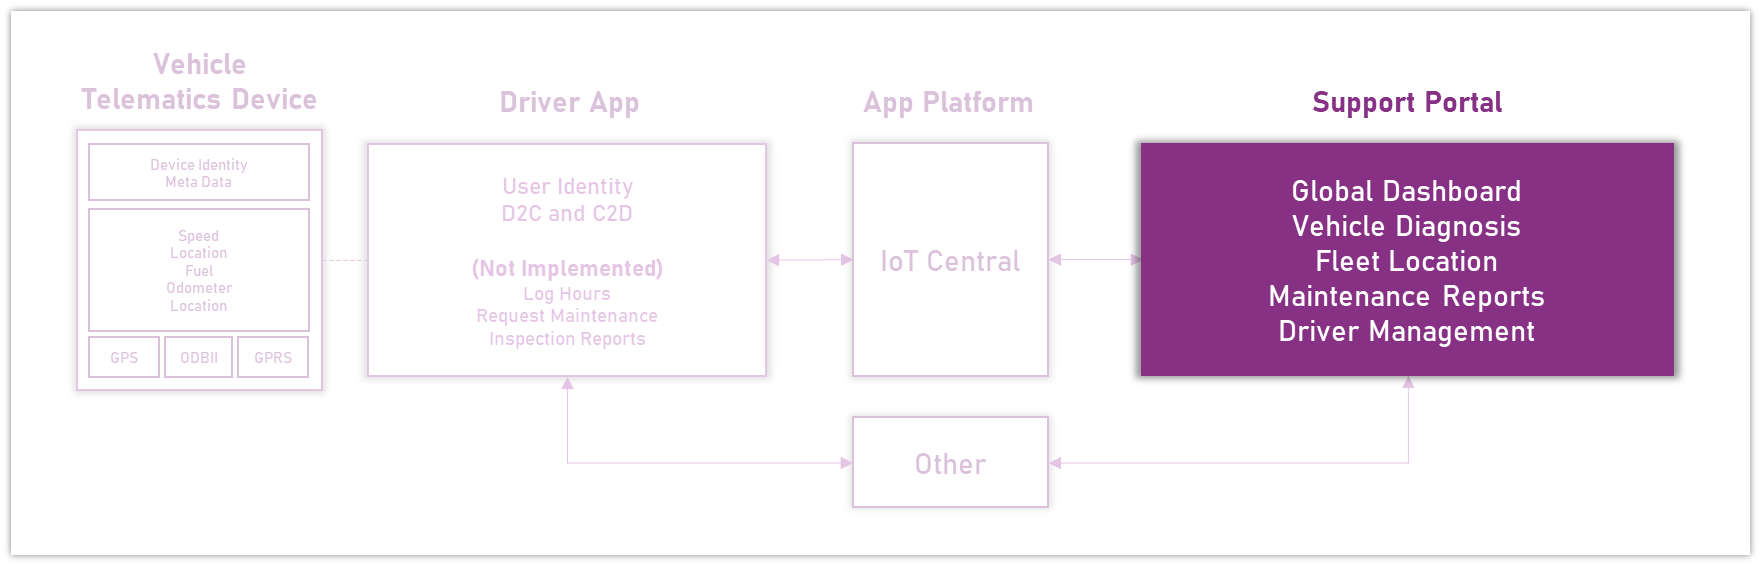 Vehicle
Telematics Device
Device Identity
Meta Data
Speed
Location
Fuel
Odometer
Location
GPS
ODBII
GPRS
Driver App
User Identity
D2C and C2D
(Not Implemented)
Log Hours
Request Maintenance
Inspection Reports
App Platform
IoT Central
Other
Support Portal
Global Dashboard
Vehicle Diagnosis
Fleet Location
Maintenance Reports
Driver Management